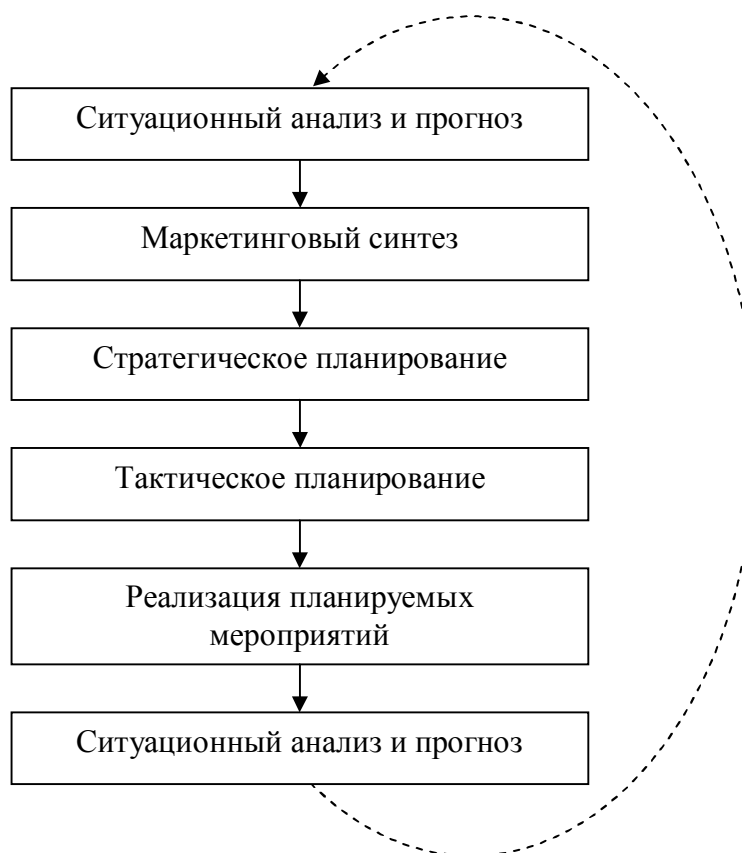 Ситуационный анализ и прогноз
Маркетинговый синтез
Стратегическое планирование
Тактическое планирование
Реализация планируемых
мероприятий
Ситуационный анализ и прогноз